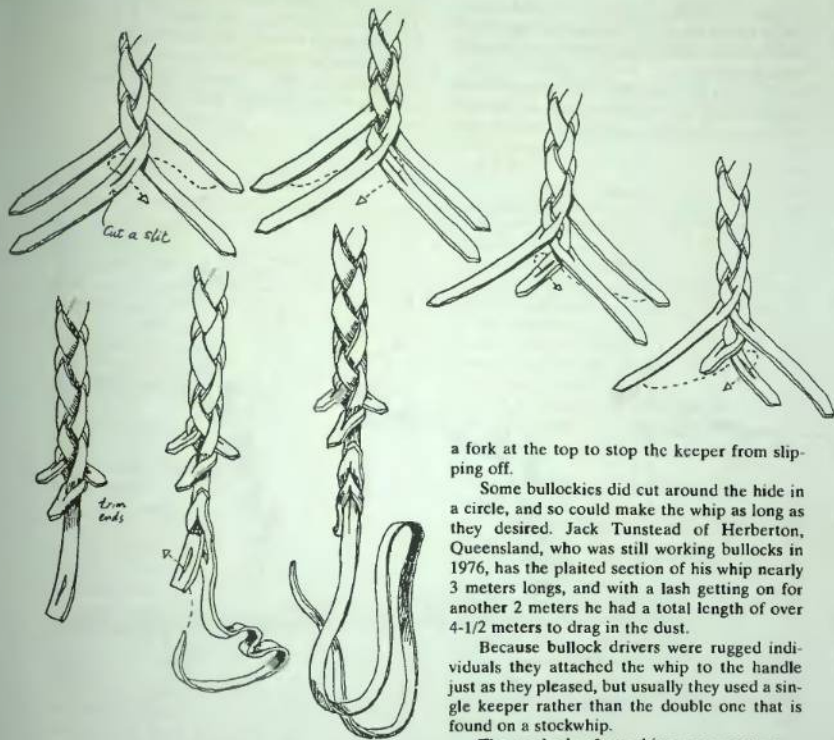 Cut a slit
trim
ends
a fork at the top to stop the keeper from slip-
ping off.
Some bullockies did cut around the hide in
a circle, and so could make the whip as long as
they desired. Jack Tunstead of Herberton,
Queensland, who was still working bullocks in
1976, has the plaited section of his whip nearly
3 meters longs, and with a lash getting on for
another 2 meters he had a total length of over
4-1/2 meters to drag in the dust.
Because bullock drivers were rugged indi-
viduals they attached the whip to the handle
just as they pleased, but usually they used a sin-
gle keeper rather than the double one that is
found on a stockwhip.